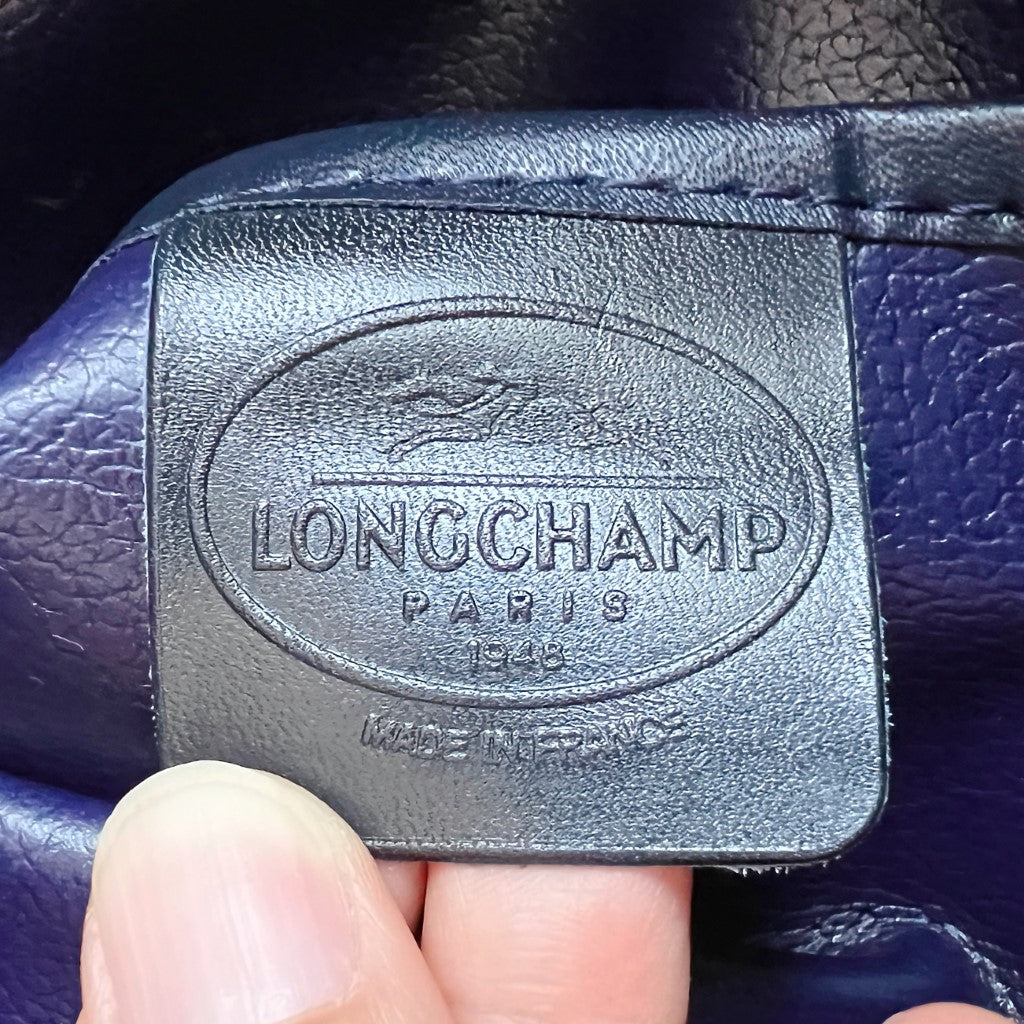 LONGCHAMP
PARIS
1948
MADE IN FRANCE